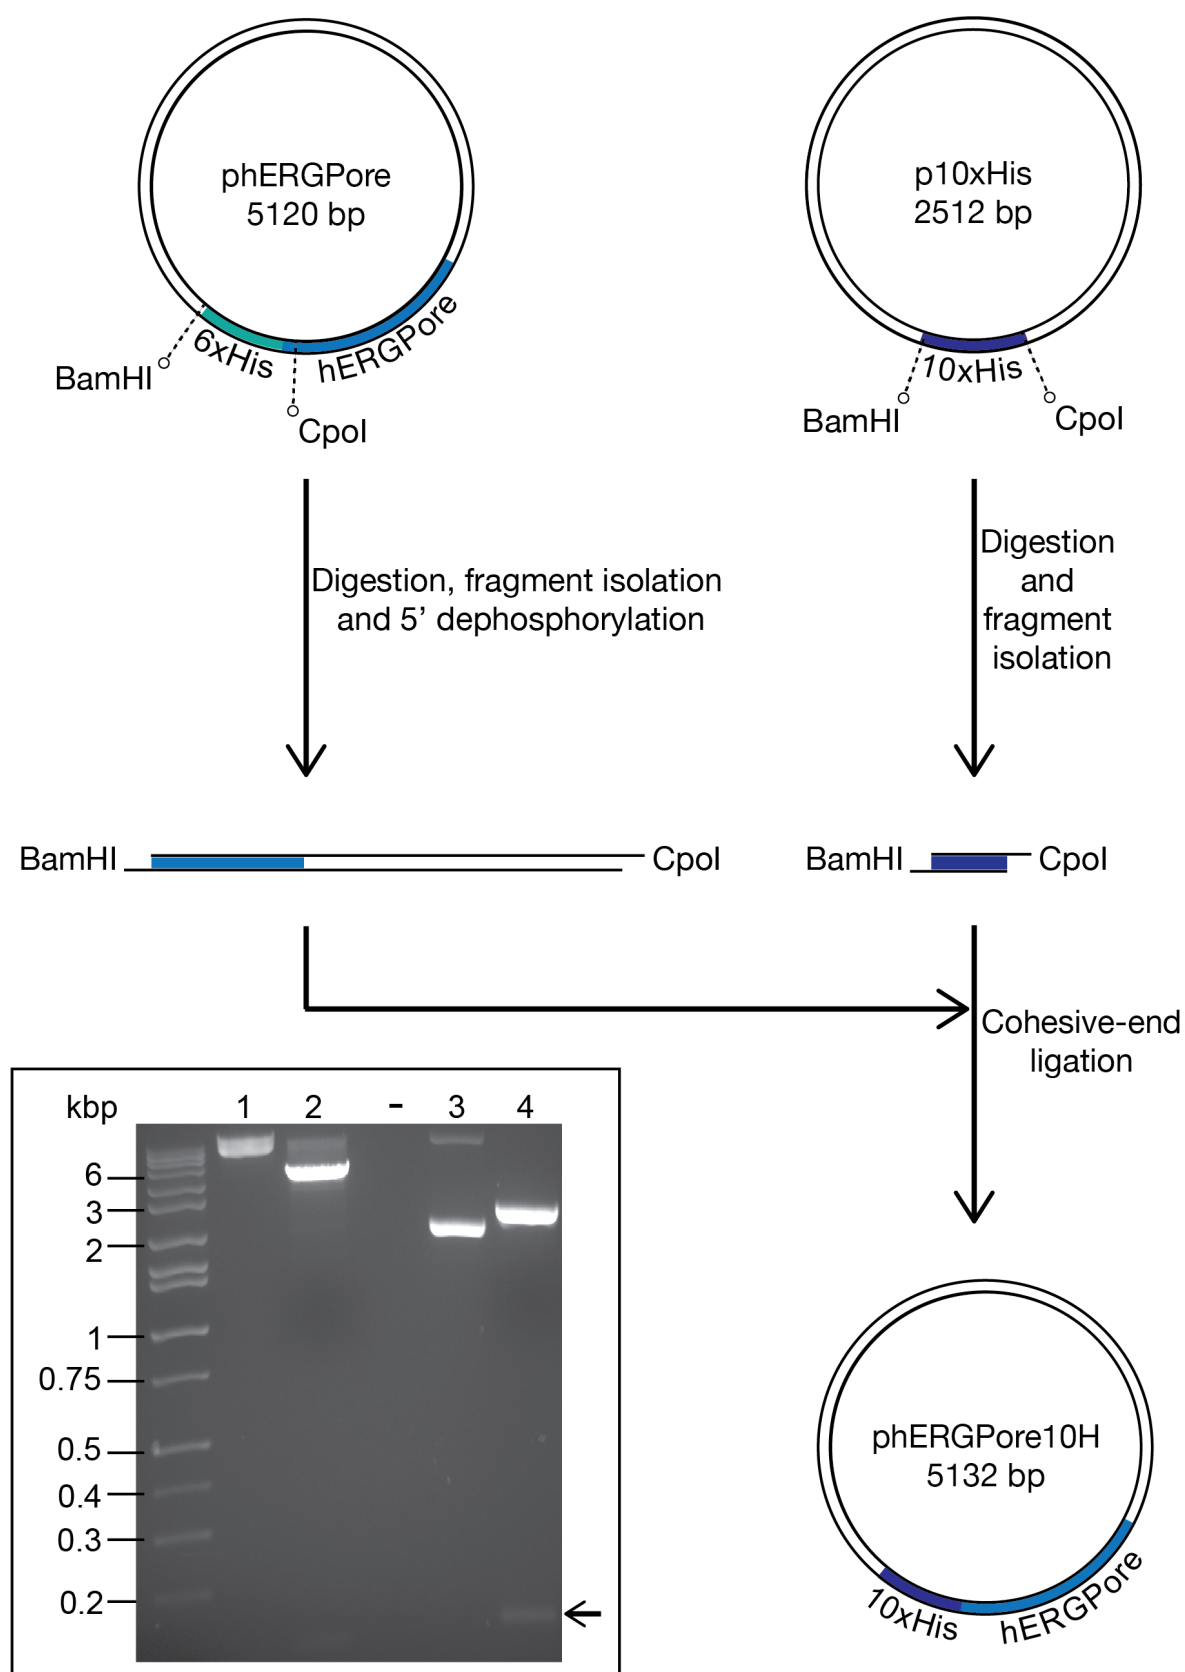 phERGPore
5120 bp
BamHI
6xHis
hERGPore
CpoI
p10xHis
2512 bp
BamHI
10xHis
CpoI
Digestion, fragment isolation
and 5’ dephosphorylation
Digestion
and
fragment
isolation
BamHI
CpoI
BamHI
CpoI
Cohesive-end
ligation
kbp
1
2
-
3
4
6
3
2
1
0.75
0.5
0.4
0.3
0.2
phERGPore10H
5132 bp
10xHis
hERGPore